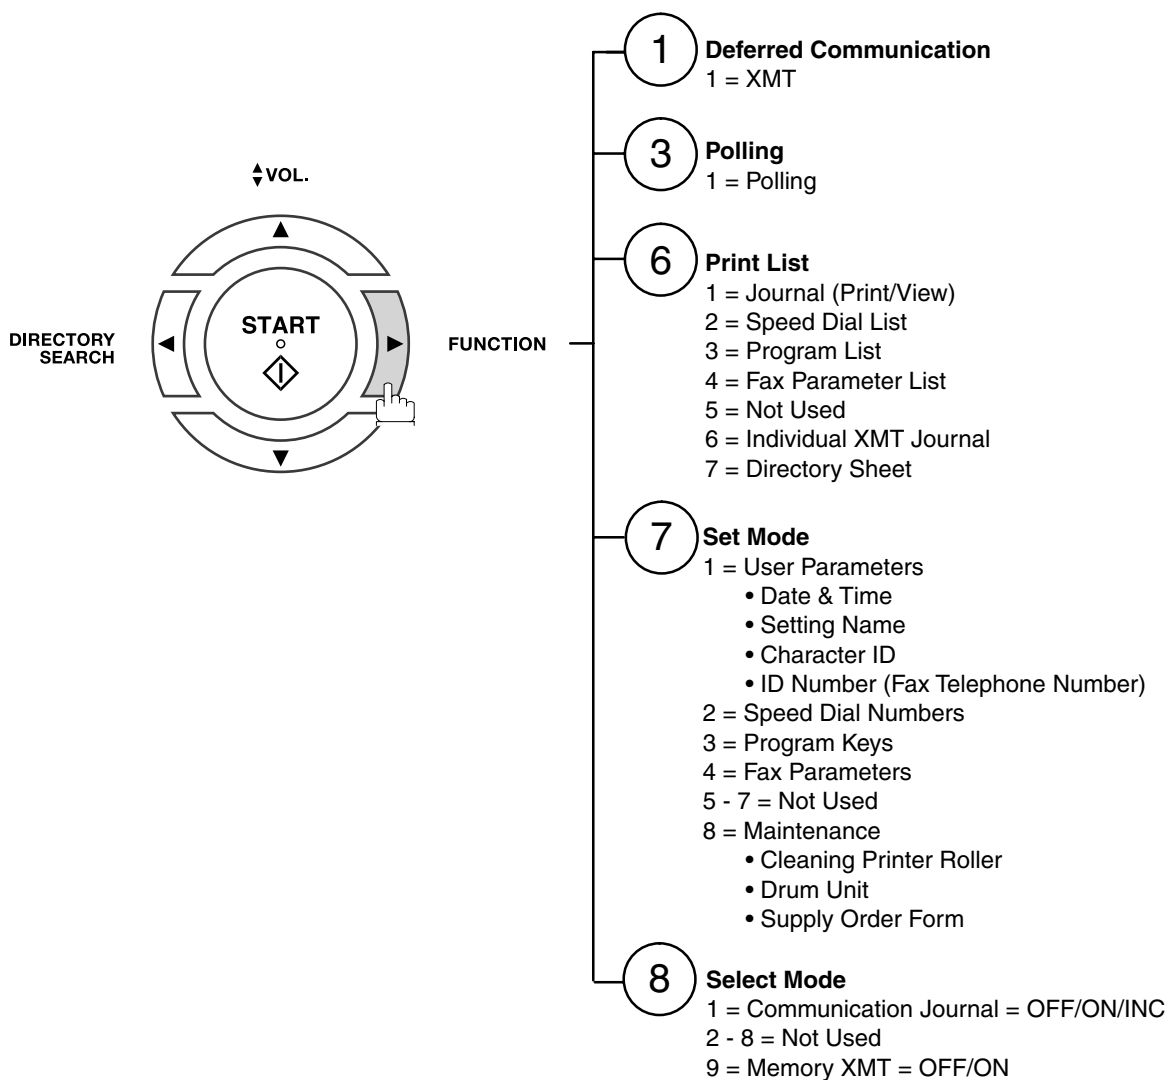 VOL.
DIRECTORY
SEARCH
START
FUNCTION
1 Deferred Communication
1 = XMT
3 Polling
1 = Polling
6 Print List
1 = Journal (Print/View)
2 = Speed Dial List
3 = Program List
4 = Fax Parameter List
5 = Not Used
6 = Individual XMT Journal
7 = Directory Sheet
7 Set Mode
1 = User Parameters
• Date & Time
• Setting Name
• Character ID
• ID Number (Fax Telephone Number)
2 = Speed Dial Numbers
3 = Program Keys
4 = Fax Parameters
5 - 7 = Not Used
8 = Maintenance
• Cleaning Printer Roller
• Drum Unit
• Supply Order Form
8 Select Mode
1 = Communication Journal = OFF/ON/INC
2 - 8 = Not Used
9 = Memory XMT = OFF/ON